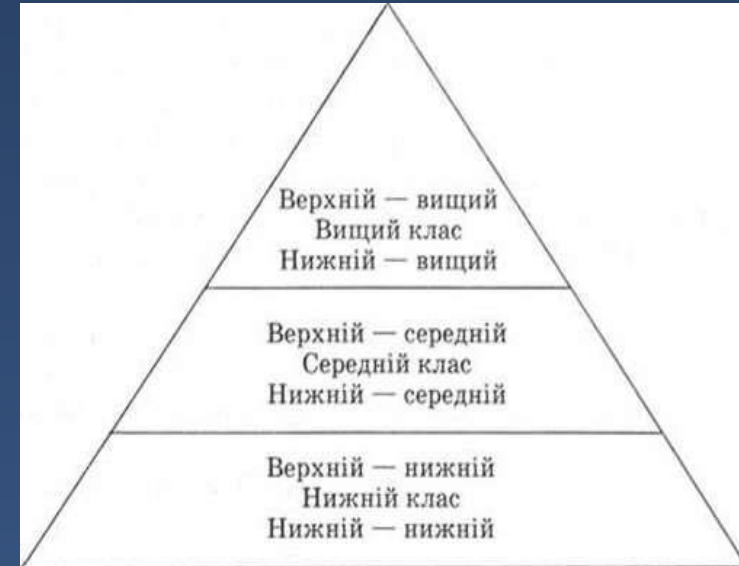 Верхній — вищий
Вищий клас
Нижній — вищий
Верхній — середній
Середній клас
Нижній — середній
Верхній — нижній
Нижній клас
Нижній — нижній